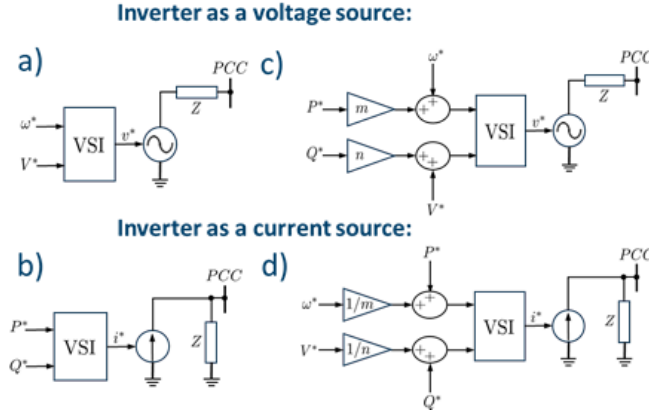 Inverter as a voltage source:
a)
ω*
V*
VSI
v*
Z
PCC
c)
P*
m
Q*
n
ω*
++
++
V*
VSI
v*
Z
PCC
Inverter as a current source:
b)
P*
Q*
VSI
i*
Z
PCC
d)
ω*
1/m
V*
1/n
P*
++
++
Q*
VSI
i*
Z
PCC